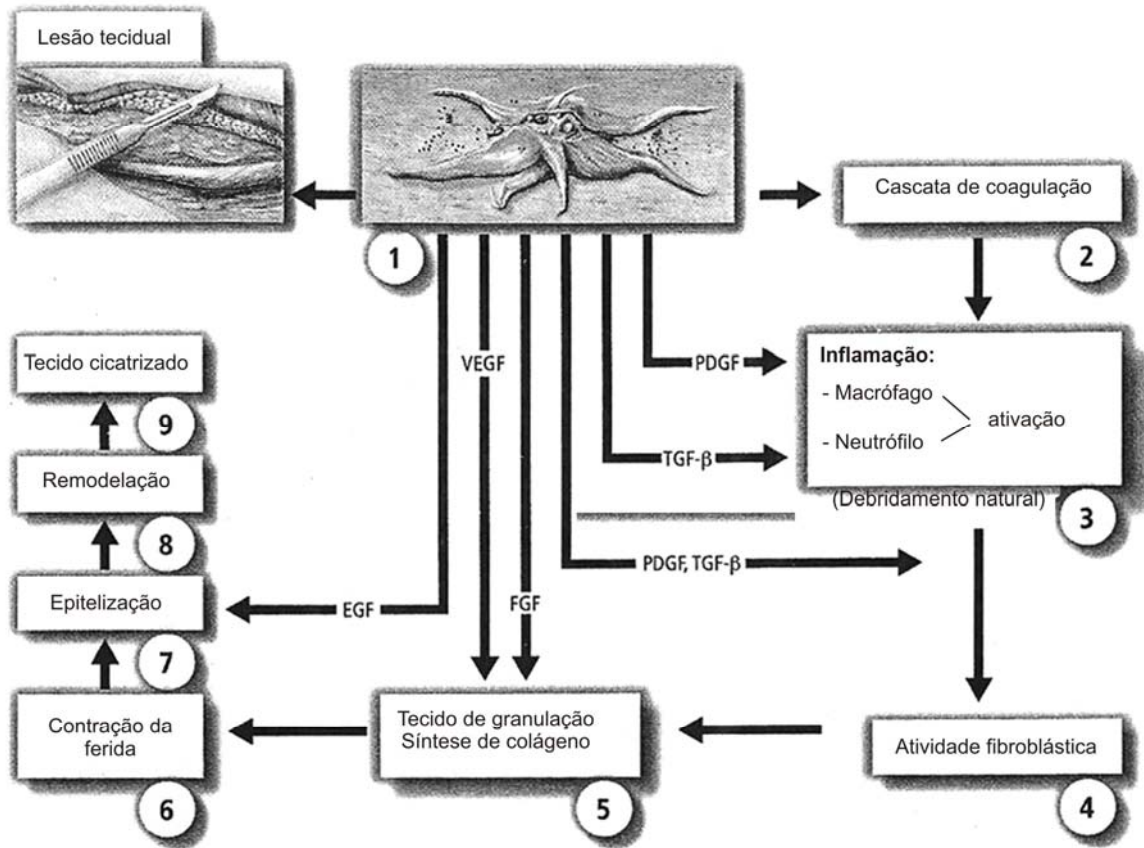 Lesão tecidual
1
Cascata de coagulação
2
VEGF
PDGF
Inflamação:
- Macrófago
ativação
- Neutrófilo
TGF-β
(Debridamento natural)
3
PDGF, TGF-β
Tecido cicatrizado
9
Remodelação
8
Epitelização
EGF
FGF
7
Contração da
ferida
6
Tecido de granulação
Síntese de colágeno
5
Atividade fibroblástica
4